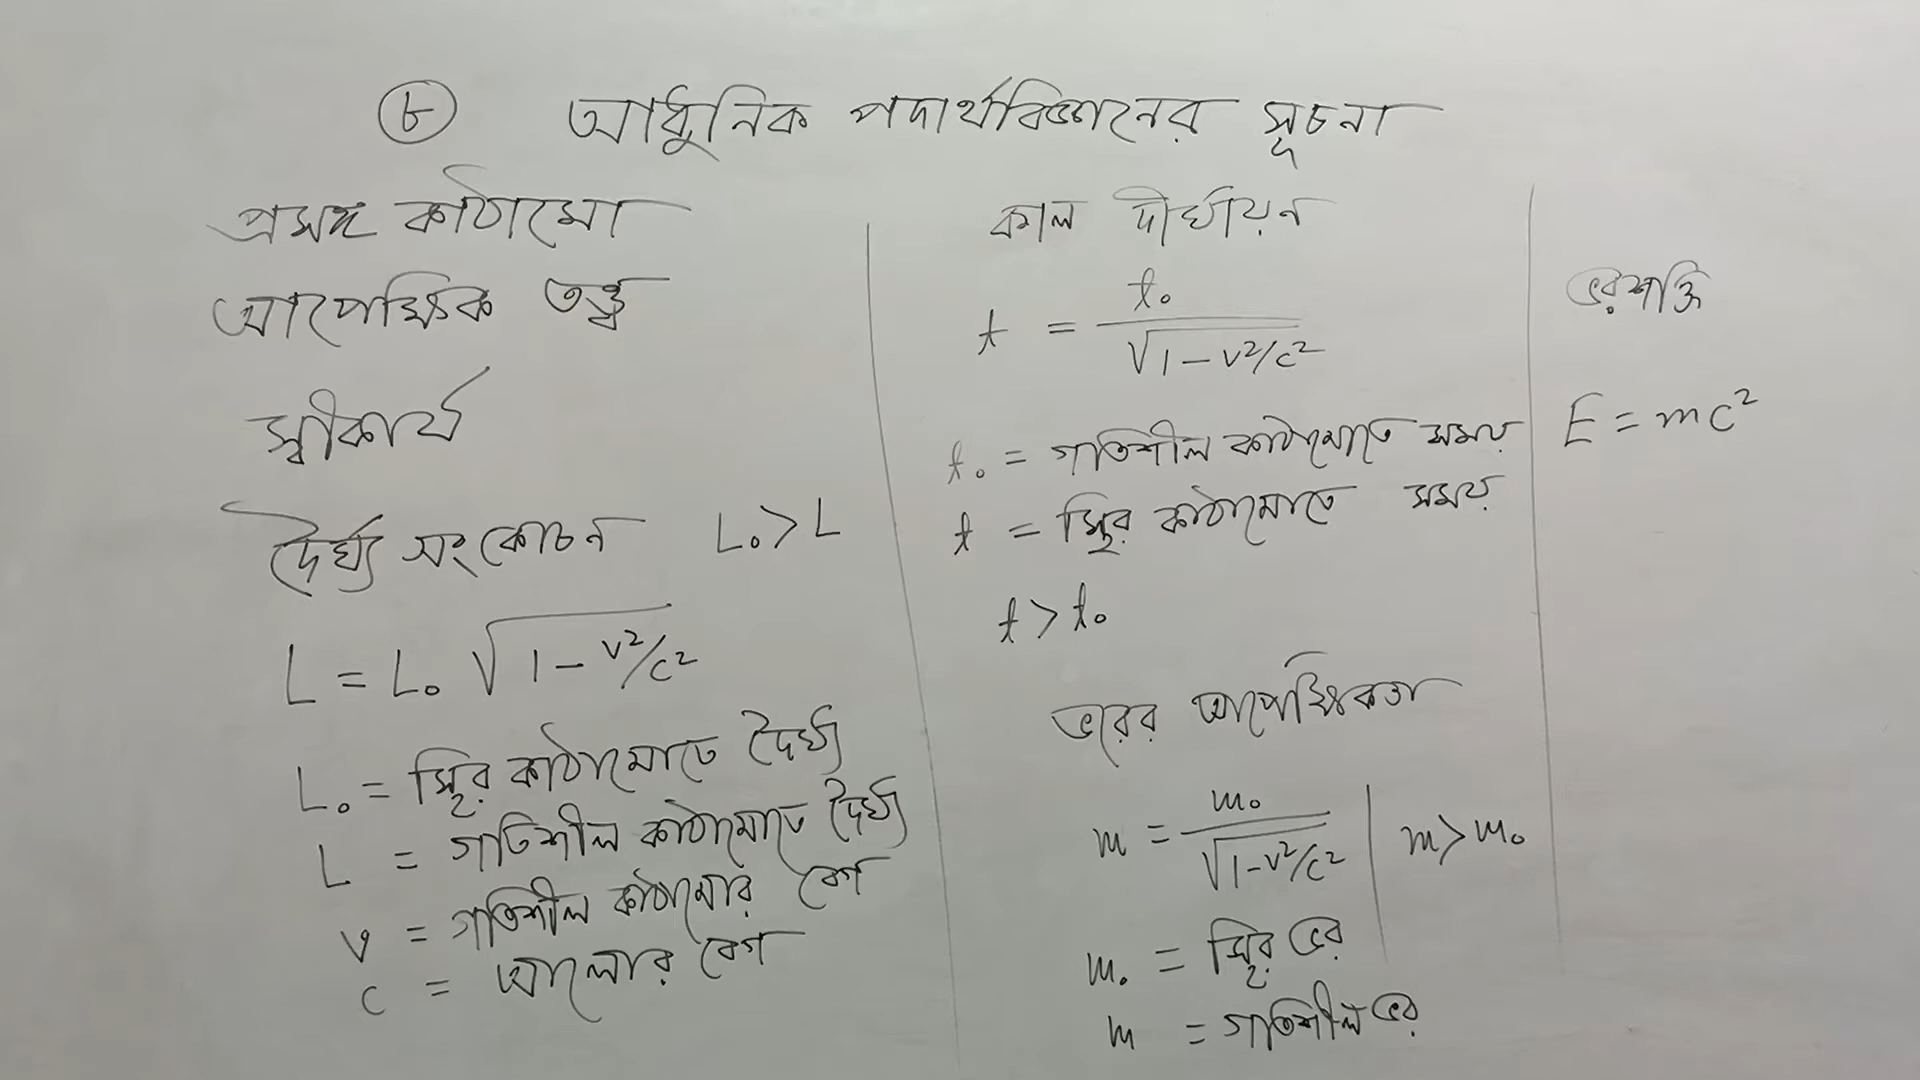 ৮ আধুনিক পদার্থবিজ্ঞানের সূচনা
প্রসঙ্গ কাঠামো
আপেক্ষিক তত্ত্ব
স্বীকার্য
দৈর্ঘ্য সংকোচন L₀ > L
L = L₀ √(1 – v²/c²)
L₀ = স্থির কাঠামোতে দৈর্ঘ্য
L = গতিশীল কাঠামোতে দৈর্ঘ্য
v = গতিশীল কাঠামোর বেগ
c = আলোর বেগ
কাল দীর্ঘায়ন
t = t₀ / √(1 – v²/c²)
t₀ = গতিশীল কাঠামোতে সময়
t = স্থির কাঠামোতে সময়
t > t₀
ভরের আপেক্ষিকতা
m = m₀ / √(1 – v²/c²) | m > m₀
m₀ = স্থির ভর
m = গতিশীল ভর
ভরশক্তি
E = mc²